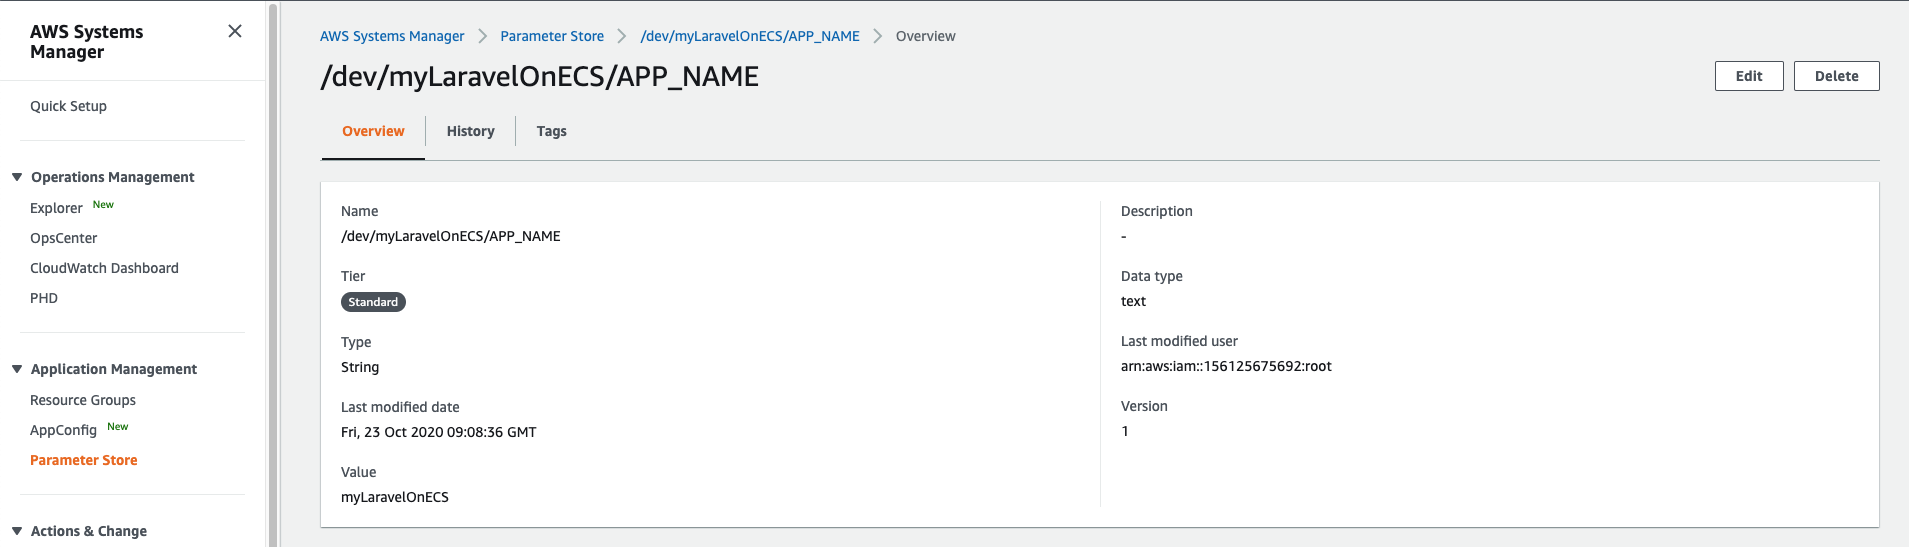 AWS Systems
Manager
Quick Setup
Operations Management
Explorer New
OpsCenter
CloudWatch Dashboard
PHD
Application Management
Resource Groups
AppConfig New
Parameter Store
Actions & Change
AWS Systems Manager > Parameter Store > /dev/myLaravelOnECS/APP_NAME > Overview
/dev/myLaravelOnECS/APP_NAME
Edit Delete
Overview History Tags
Name
/dev/myLaravelOnECS/APP_NAME
Tier
Standard
Type
String
Last modified date
Fri, 23 Oct 2020 09:08:36 GMT
Value
myLaravelOnECS
Description
-
Data type
text
Last modified user
arn:aws:iam::156125675692:root
Version
1